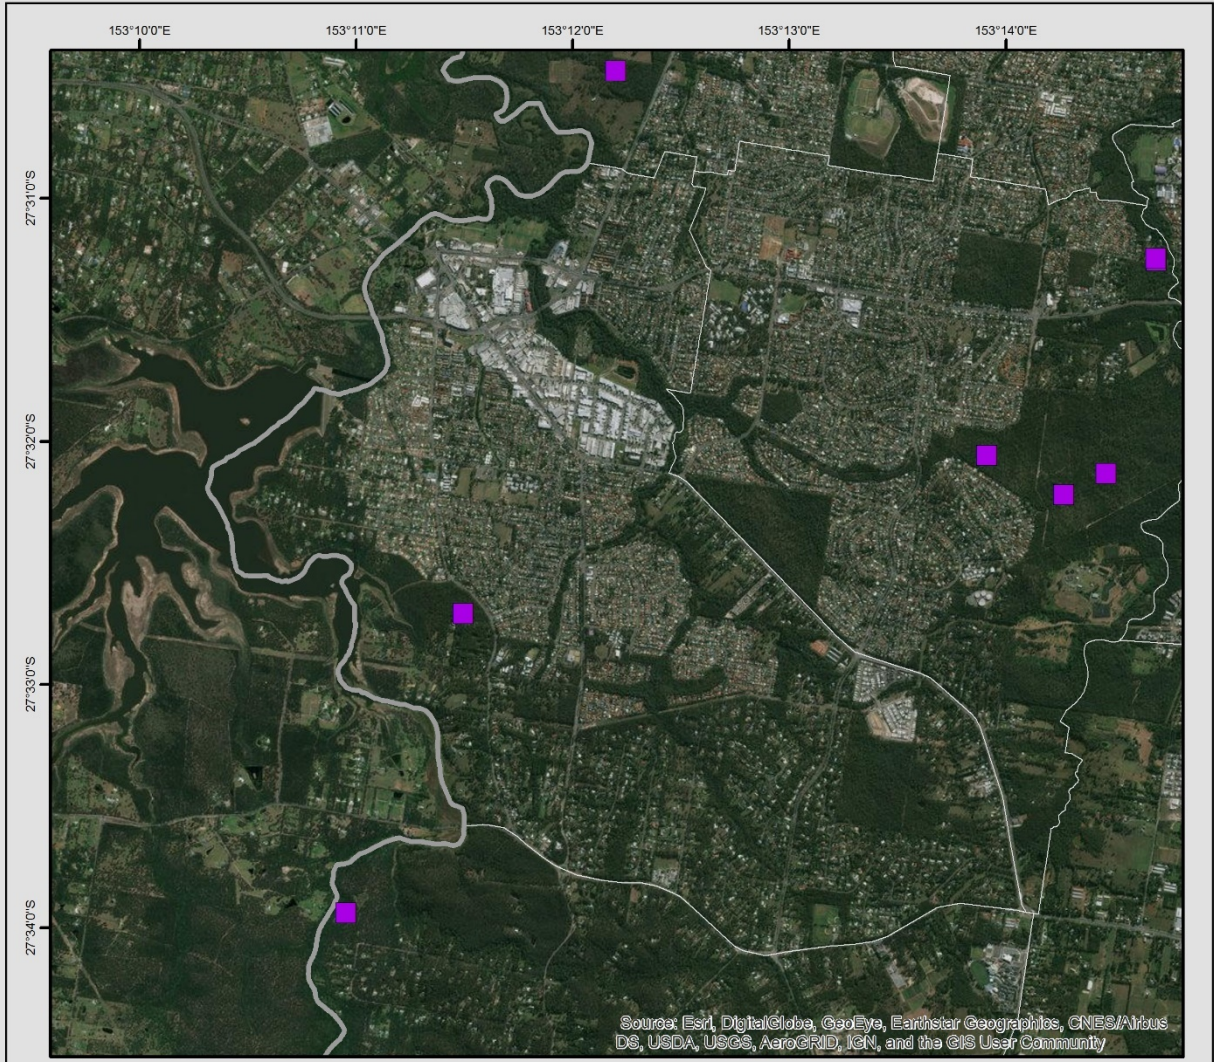 153°10'0"E 153°11'0"E 153°12'0"E 153°13'0"E 153°14'0"E
27°31'0"S
27°32'0"S
27°33'0"S
27°34'0"S
Source: Esri, DigitalGlobe, GeoEye, Earthstar Geographics, CNES/Airbus
DS, USDA, USGS, AeroGRID, IGN, and the GIS User Community